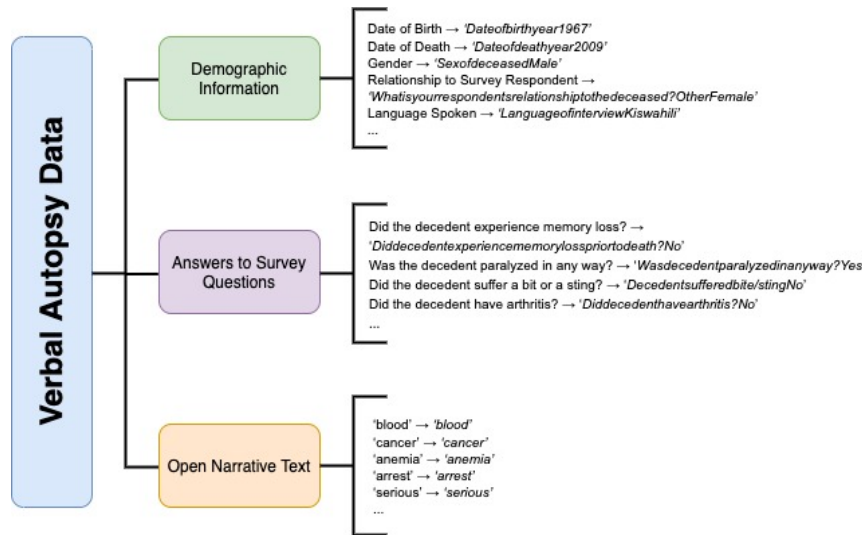 Verbal Autopsy Data
Demographic
Information
Date of Birth → ‘Dateofbirthyear1967’
Date of Death → ‘Dateofdeathyear2009’
Gender → ‘SexofdeceasedMale’
Relationship to Survey Respondent →
‘Whatisyourrespondentsrelationshiptothedeceased?OtherFemale’
Language Spoken → ‘LanguageofinterviewKiswahili’
...
Answers to Survey
Questions
Did the decedent experience memory loss? →
‘Diddecedentexperiencememorylosspriortodeath?No’
Was the decedent paralyzed in any way? → ‘Wasdecedentparalyzedinanyway?Yes
Did the decedent suffer a bit or a sting? → ‘Decedentsufferedbite/stingNo’
Did the decedent have arthritis? → ‘Diddecedenthavearthritis?No’
...
Open Narrative Text
‘blood’ → ‘blood’
‘cancer’ → ‘cancer’
‘anemia’ → ‘anemia’
‘arrest’ → ‘arrest’
‘serious’ → ‘serious’
...